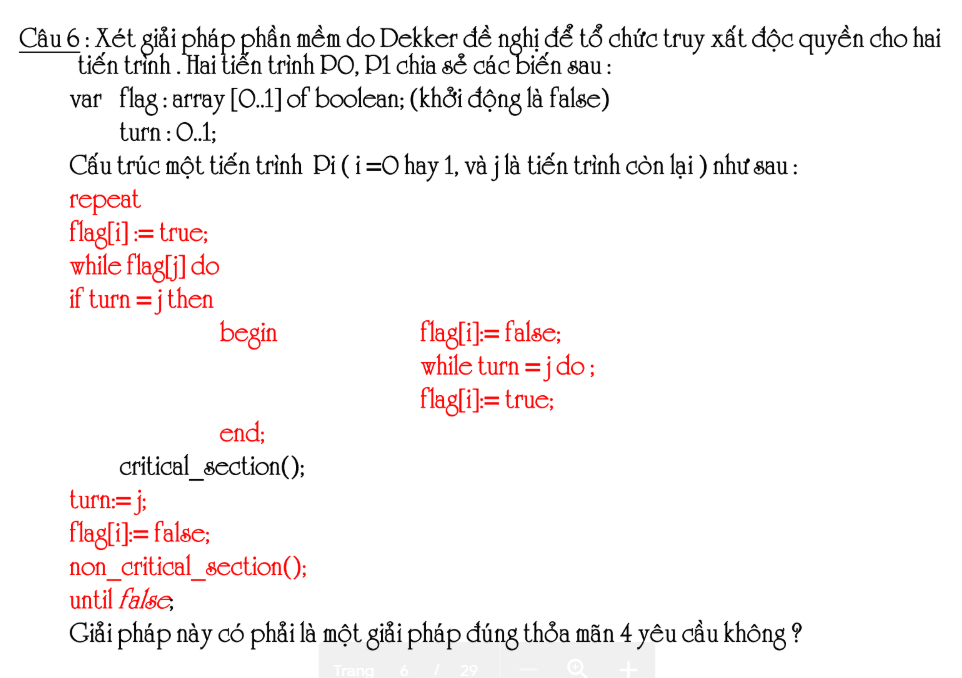 Câu 6 : Xét giải pháp phần mềm do Dekker đề nghị để tổ chức truy xất độc quyền cho hai
tiến trình . Hai tiến trình P0, P1 chia sẻ các biến sau :
var flag : array [0..1] of boolean; (khởi động là false)
turn : 0..1;
Cấu trúc một tiến trình Pi ( i =0 hay 1, và j là tiến trình còn lại ) như sau :
repeat
flag[i] := true;
while flag[j] do
if turn = j then
begin flag[i]:= false;
while turn = j do ;
flag[i]:= true;
end;
critical_section();
turn:= j;
flag[i]:= false;
non_critical_section();
until false;
Giải pháp này có phải là một giải pháp đúng thỏa mãn 4 yêu cầu không ?
Trang 6 / 29